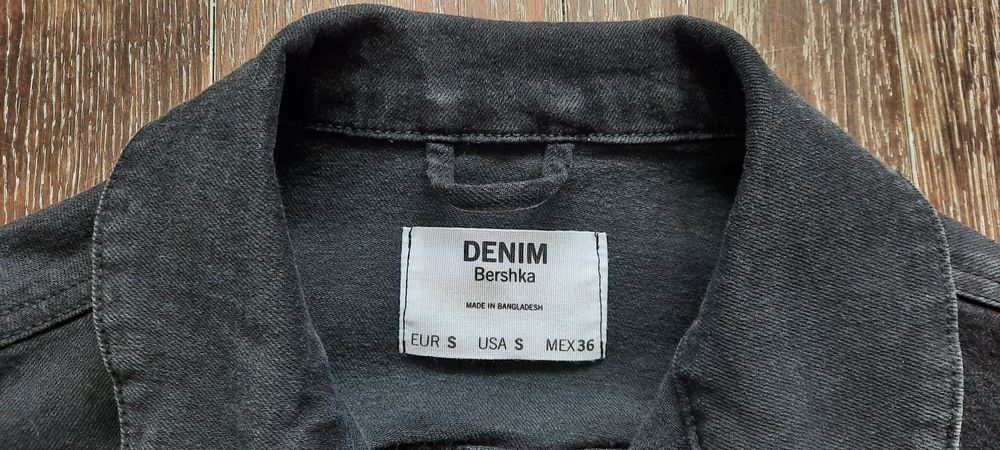 DENIM
Bershka
MADE IN BANGLADESH
EUR S USA S MEX 36